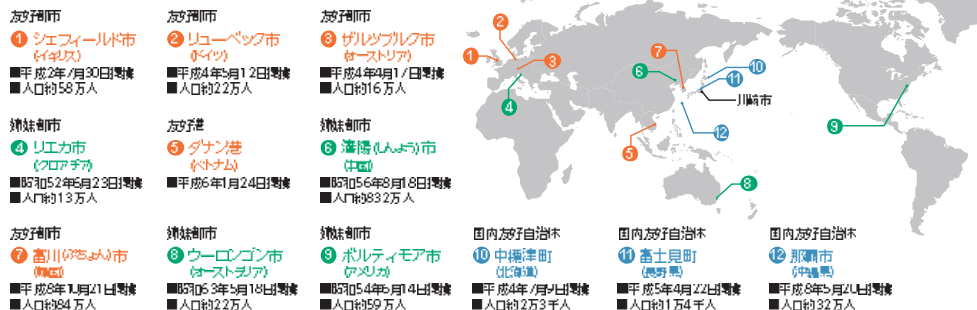 友好都市
1 シェフィールド市
(イギリス)
■平成2年7月30日提携
■人口約58万人
友好都市
2 リューベック市
(ドイツ)
■平成4年5月12日提携
■人口約22万人
友好都市
3 ザルツブルク市
(オーストリア)
■平成4年4月17日提携
■人口約16万人
姉妹都市
4 リエカ市
(クロアチア)
■昭和52年6月23日提携
■人口約13万人
友好港
5 ダナン港
(ベトナム)
■平成6年1月24日提携
姉妹都市
6 瀋陽(しんよう)市
(中国)
■昭和56年8月18日提携
■人口約832万人
友好都市
7 富川(ぷちょん)市
(韓国)
■平成8年10月21日提携
■人口約84万人
姉妹都市
8 ウーロンゴン市
(オーストラリア)
■昭和63年5月18日提携
■人口約22万人
姉妹都市
9 ボルティモア市
(アメリカ)
■昭和54年6月14日提携
■人口約59万人
国内友好自治体
10 中標津町
(北海道)
■平成4年7月9日提携
■人口約2万3千人
国内友好自治体
11 富士見町
(長野県)
■平成5年4月22日提携
■人口約1万4千人
国内友好自治体
12 那覇市
(沖縄県)
■平成8年5月20日提携
■人口約32万人
1
2
3
4
5
6
7
8
9
10
11
12
川崎市